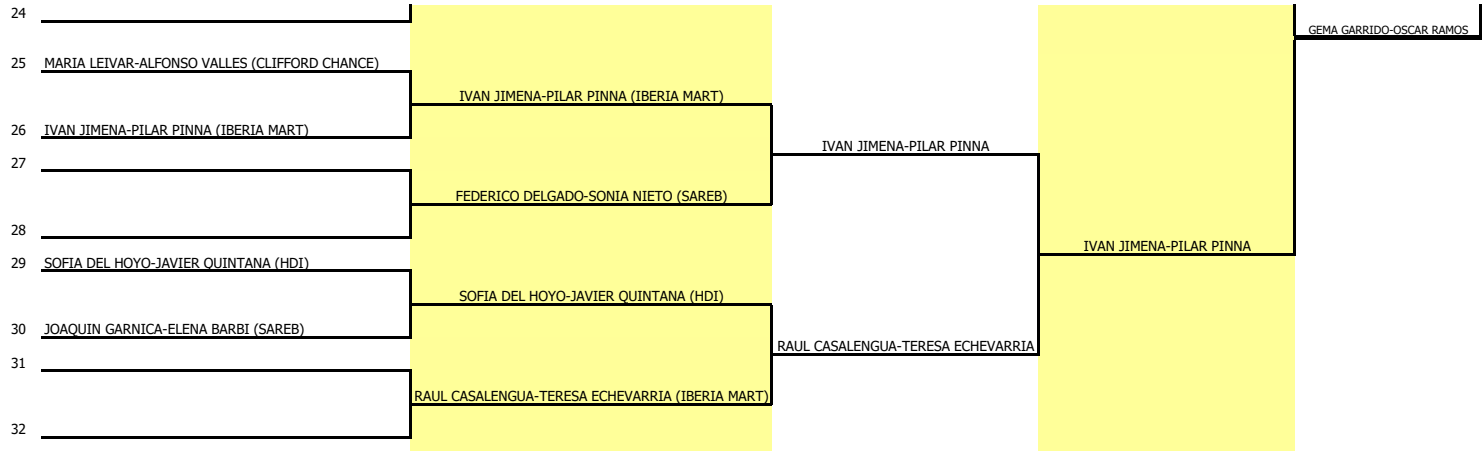 24
GEMA GARRIDO-OSCAR RAMOS
25 MARIA LEIVAR-ALFONSO VALLES (CLIFFORD CHANCE)
IVAN JIMENA-PILAR PINNA (IBERIA MART)
26 IVAN JIMENA-PILAR PINNA (IBERIA MART)
IVAN JIMENA-PILAR PINNA
27
FEDERICO DELGADO-SONIA NIETO (SAREB)
28
IVAN JIMENA-PILAR PINNA
29 SOFIA DEL HOYO-JAVIER QUINTANA (HDI)
SOFIA DEL HOYO-JAVIER QUINTANA (HDI)
30 JOAQUIN GARNICA-ELENA BARBI (SAREB)
RAUL CASALENGUA-TERESA ECHEVARRIA
31
RAUL CASALENGUA-TERESA ECHEVARRIA (IBERIA MART)
32